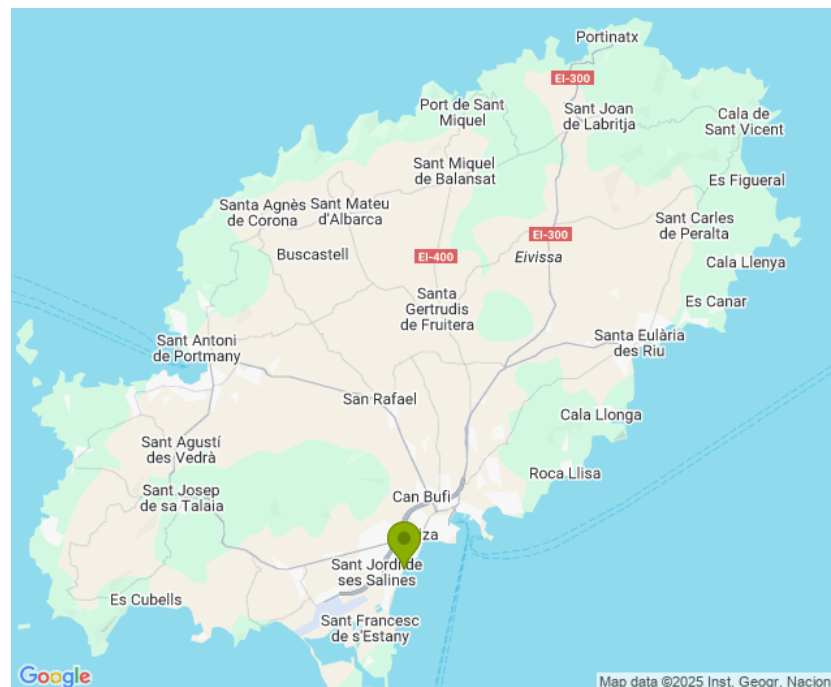 Portinatx
EI-300
Port de Sant
Miquel
Sant Joan
de Labritja
Cala de
Sant Vicent
Sant Miquel
de Balansat
Es Figueral
Santa Agnès
de Corona
Sant Mateu
d'Albarca
Sant Carles
de Peralta
EI-300
Buscastell
EI-400
Eivissa
Cala Llenya
Santa
Gertrudis
de Fruitera
Es Canar
Sant Antoni
de Portmany
Santa Eulària
des Riu
San Rafael
Cala Llonga
Sant Agustí
des Vedrà
Roca Llisa
Sant Josep
de sa Talaia
Can Bufi
iza
Sant Jordi de
ses Salines
Es Cubells
Sant Francesc
de s'Estany
Google
Map data ©2025 Inst. Geogr. Nacion